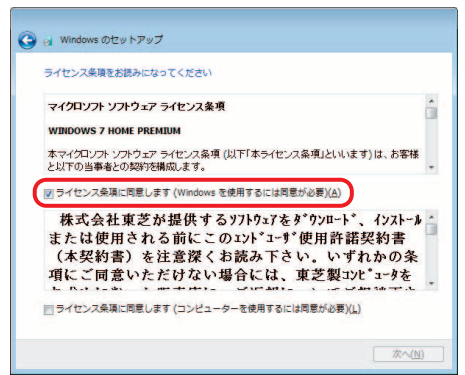 Windows のセットアップ
ライセンス条項をお読みになってください
マイクロソフト ソフトウェア ライセンス条項
WINDOWS 7 HOME PREMIUM
本マイクロソフト ソフトウェア ライセンス条項 (以下「本ライセンス条項」といいます) は、お客様
と以下の当事者との契約を構成します。
ライセンス条項に同意します (Windows を使用するには同意が必要)(A)
株式会社東芝が提供するソフトウェアをダウンロード、インストール
または使用される前にこのエンドユーザ使用許諾契約書
（本契約書）を注意深くお読み下さい。いずれかの条
項にご同意いただけない場合には、東芝製コンピュータを
ライセンス条項に同意します (コンピューターを使用するには同意が必要)(L)
次へ(N)